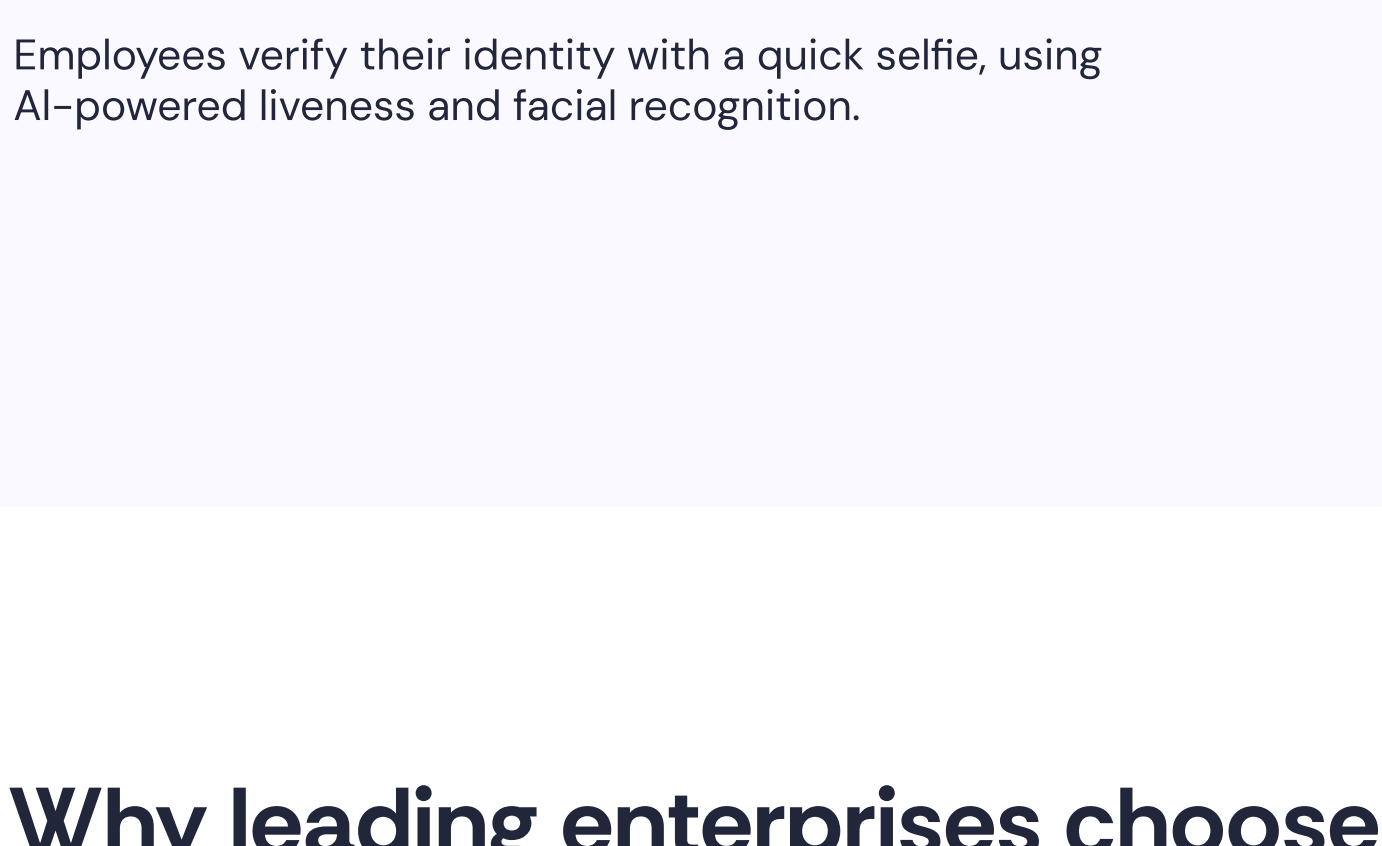 Employees verify their identity with a quick selfie, using
AI-powered liveness and facial recognition.
Why leading enterprises choose